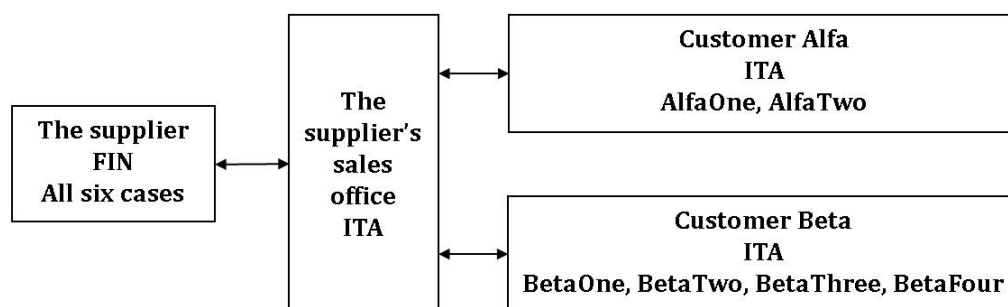 The supplier
FIN
All six cases
The
supplier’s
sales
office
ITA
Customer Alfa
ITA
AlfaOne, AlfaTwo
Customer Beta
ITA
BetaOne, BetaTwo, BetaThree, BetaFour